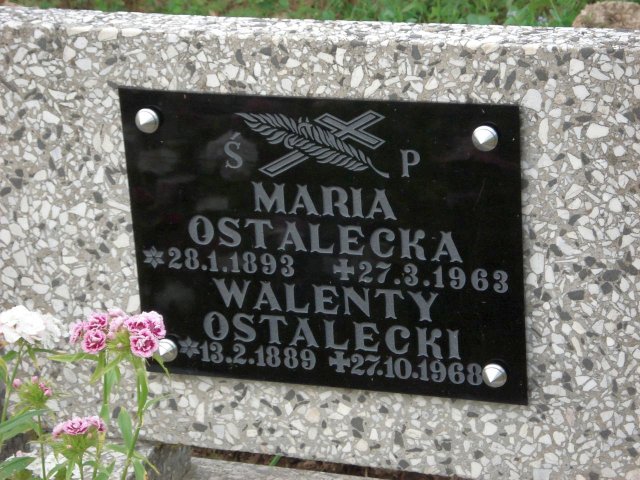 Ś P
MARIA
OSTALECKA
*28.1.1893 ✝27.3.1963
WALENTY
OSTALECKI
*13.2.1889 ✝27.10.1968